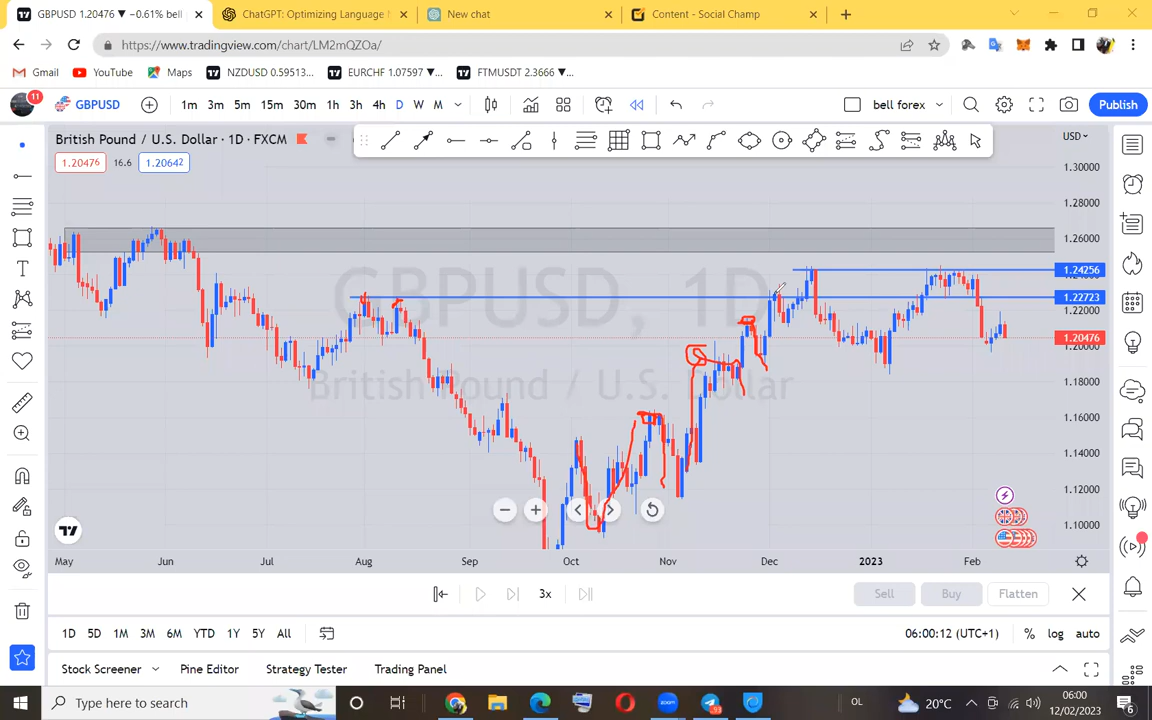 GBPUSD 1.20476 ▼ −0.61% bell
ChatGPT: Optimizing Language
New chat
Content - Social Champ
https://www.tradingview.com/chart/LM2mQZOa/
Gmail YouTube Maps NZDUSD 0.59513... EURCHF 1.07597 ▼... FTMUSDT 2.3666 ▼...
11 GBPUSD 1m 3m 5m 15m 30m 1h 3h 4h D W M bell forex Publish
British Pound / U.S. Dollar · 1D · FXCM
USD
1.20476 16.6 1.20642
1.30000
1.28000
1.26000
1.24256
1.22723
1.22000
1.20476
1.20000
1.18000
1.16000
1.14000
1.12000
1.10000
GBPUSD, 1D
British Pound / U.S. Dollar
May Jun Jul Aug Sep Oct Nov Dec 2023 Feb
3x Sell Buy Flatten
1D 5D 1M 3M 6M YTD 1Y 5Y All 06:00:12 (UTC+1) % log auto
Stock Screener Pine Editor Strategy Tester Trading Panel
Type here to search 93 zoom OL 20°C 06:00
12/02/2023 6